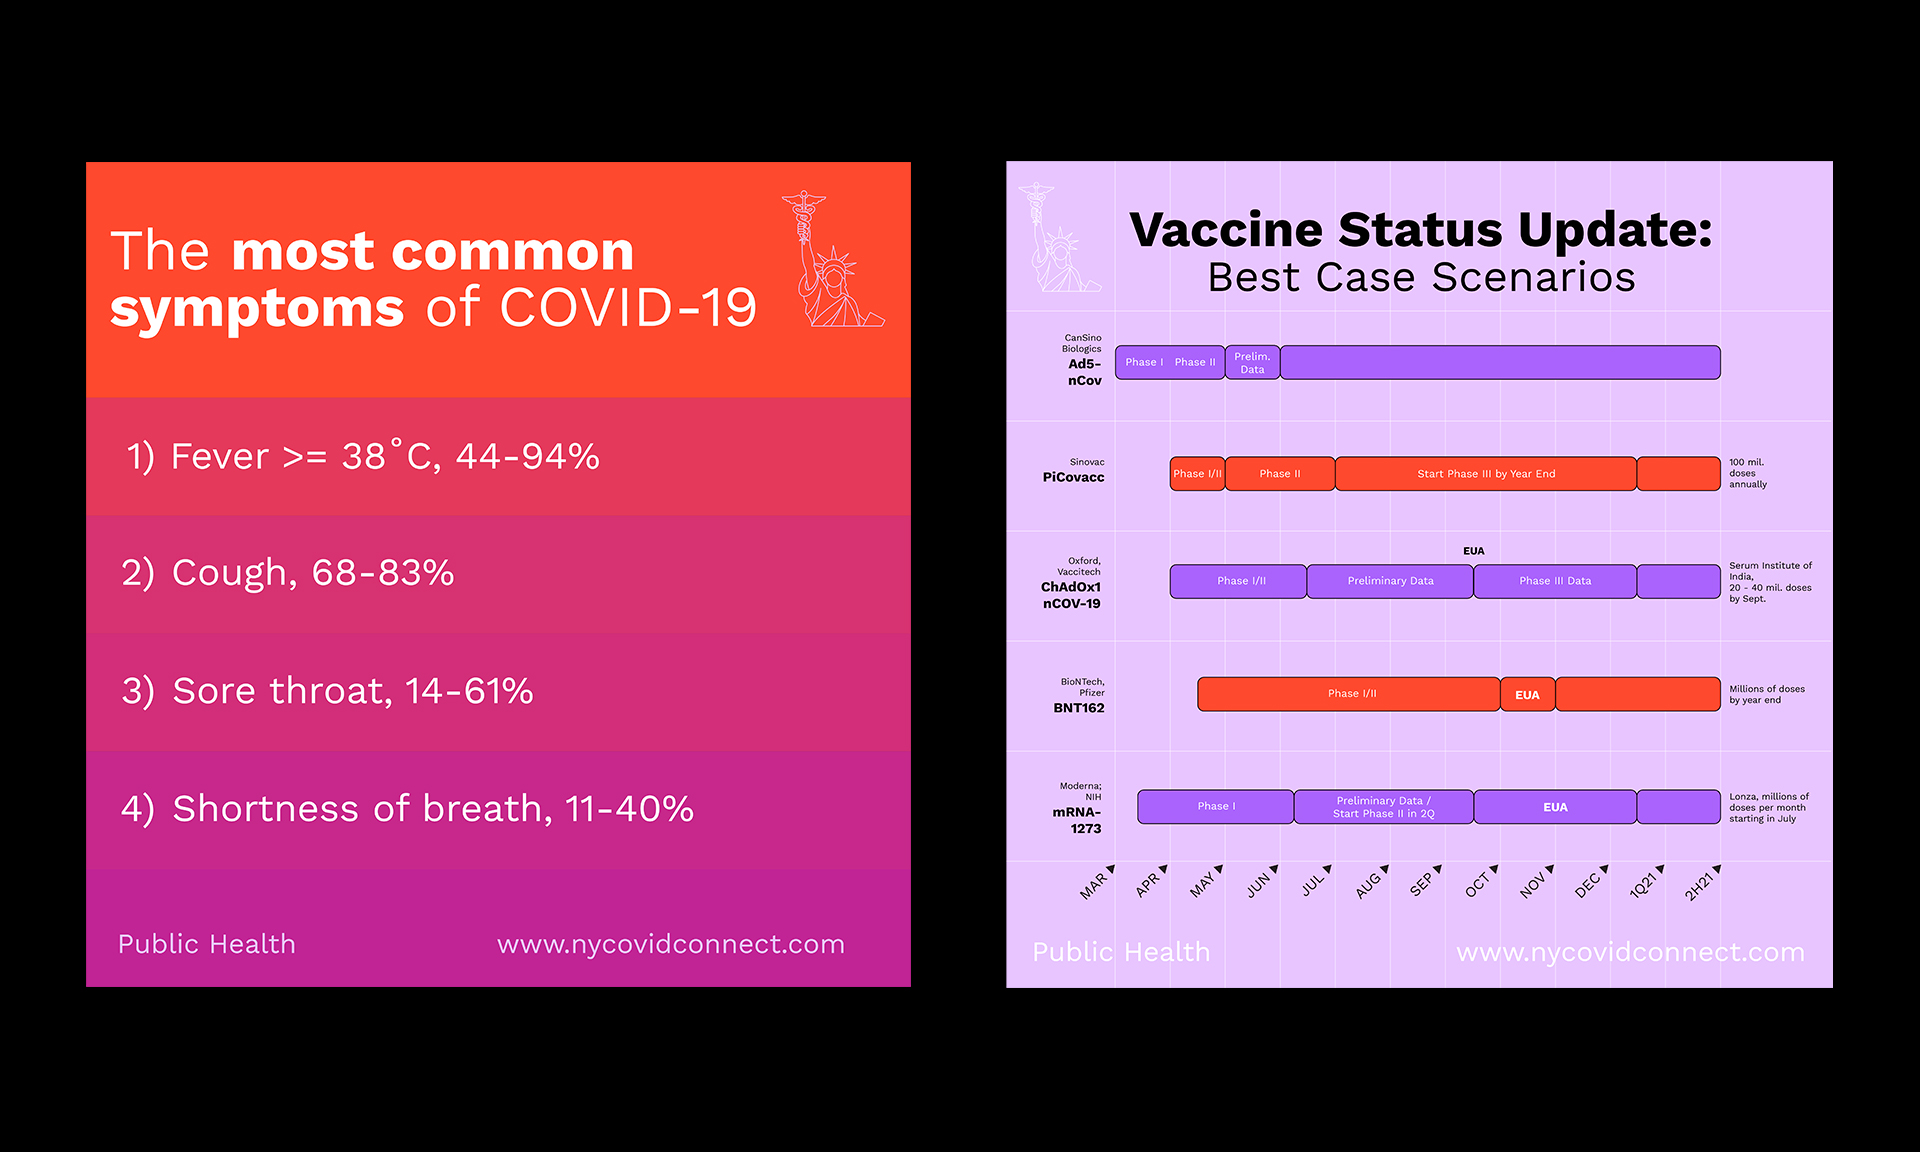 The most common
symptoms of COVID-19
1) Fever >= 38°C, 44-94%
2) Cough, 68-83%
3) Sore throat, 14-61%
4) Shortness of breath, 11-40%
Public Health
www.nycovidconnect.com
Vaccine Status Update:
Best Case Scenarios
CanSino
Biologics
Ad5-
nCov
Phase I
Phase II
Prelim.
Data
Sinovac
PiCovacc
Phase I/II
Phase II
Start Phase III by Year End
100 mil.
doses
annually
Oxford,
Vaccitech
ChAdOx1
nCOV-19
Phase I/II
Preliminary Data
EUA
Phase III Data
Serum Institute of
India,
20 - 40 mil. doses
by Sept.
BioNTech,
Pfizer
BNT162
Phase I/II
EUA
Millions of doses
by year end
Moderna;
NIH
mRNA-
1273
Phase I
Preliminary Data /
Start Phase II in 2Q
EUA
Lonza, millions of
doses per month
starting in July
MAR
APR
MAY
JUN
JUL
AUG
SEP
OCT
NOV
DEC
1Q21
2H21
Public Health
www.nycovidconnect.com